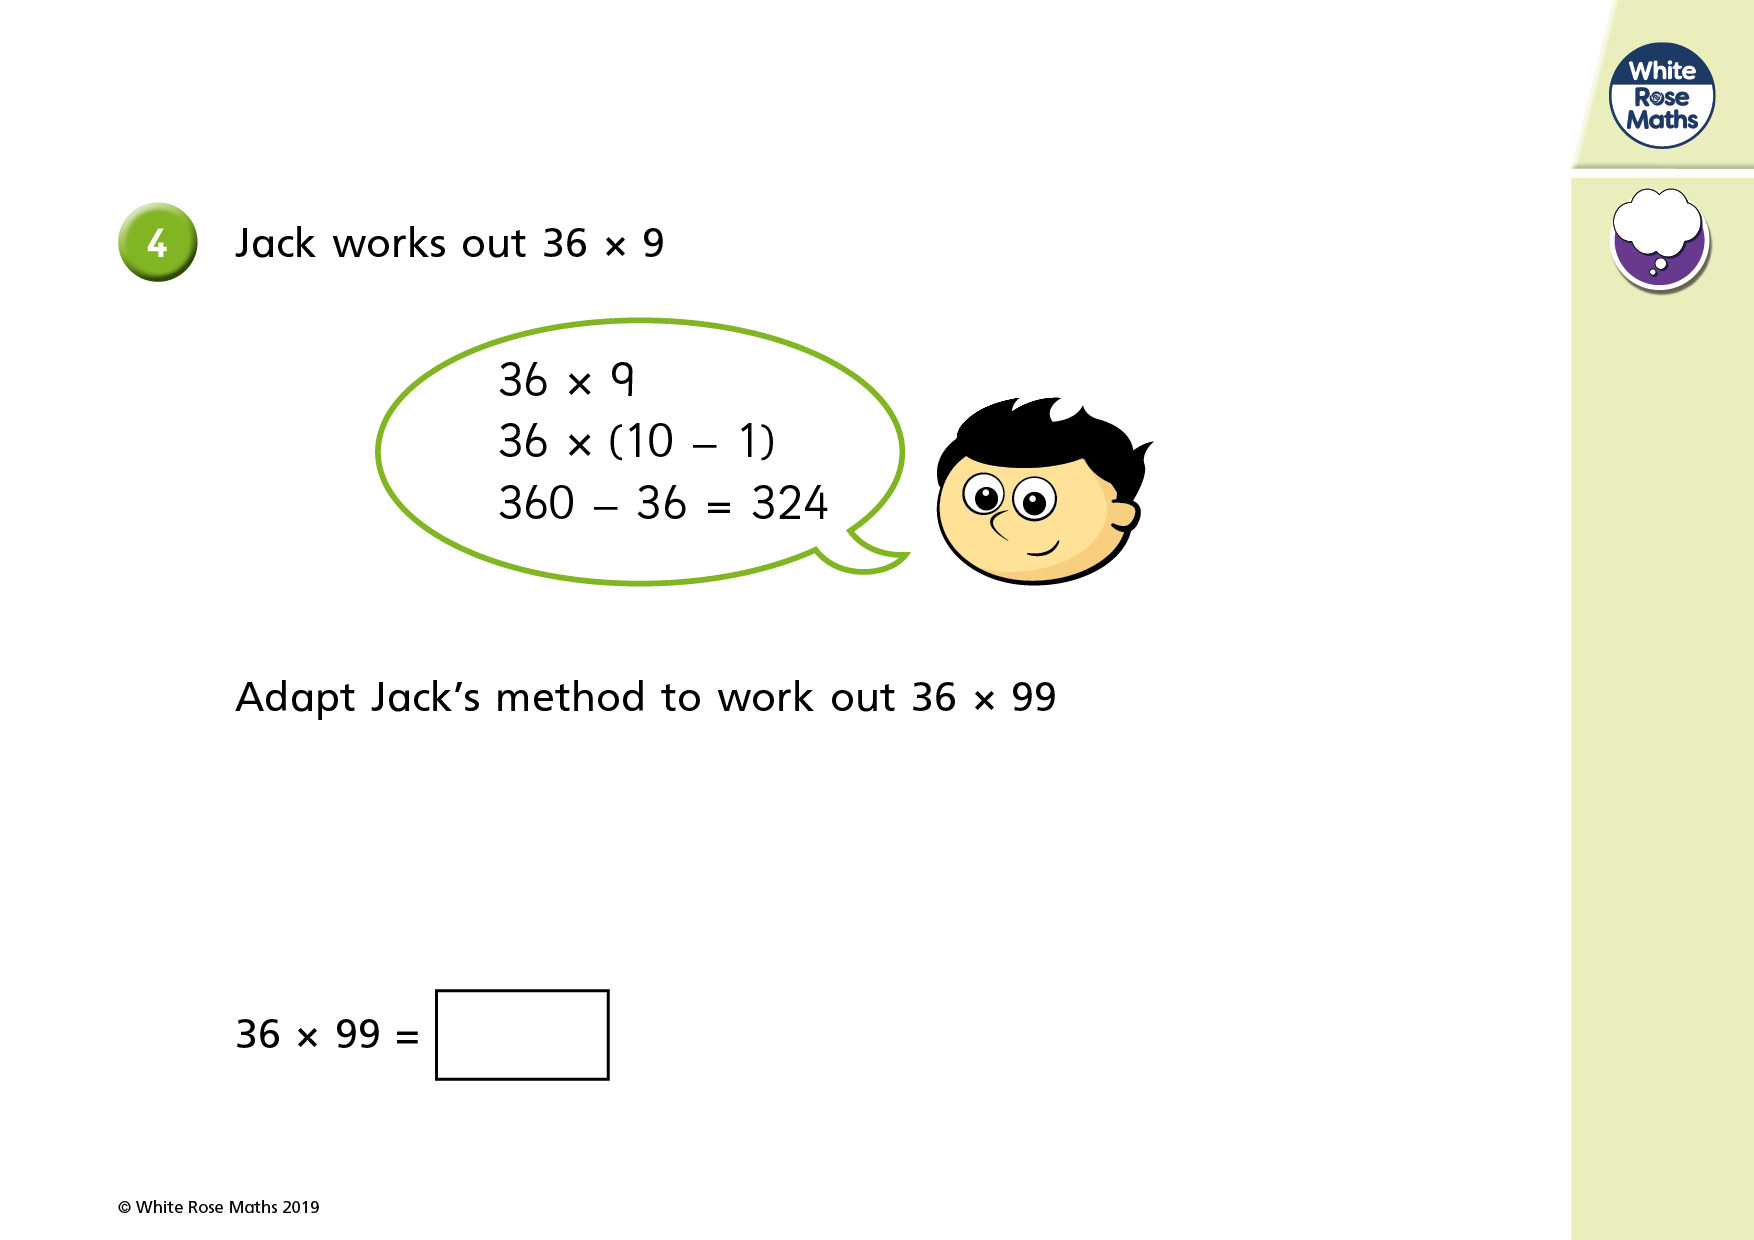 White
Rose
Maths
4 Jack works out 36 × 9
36 × 9
36 × (10 – 1)
360 – 36 = 324
Adapt Jack’s method to work out 36 × 99
36 × 99 =
© White Rose Maths 2019